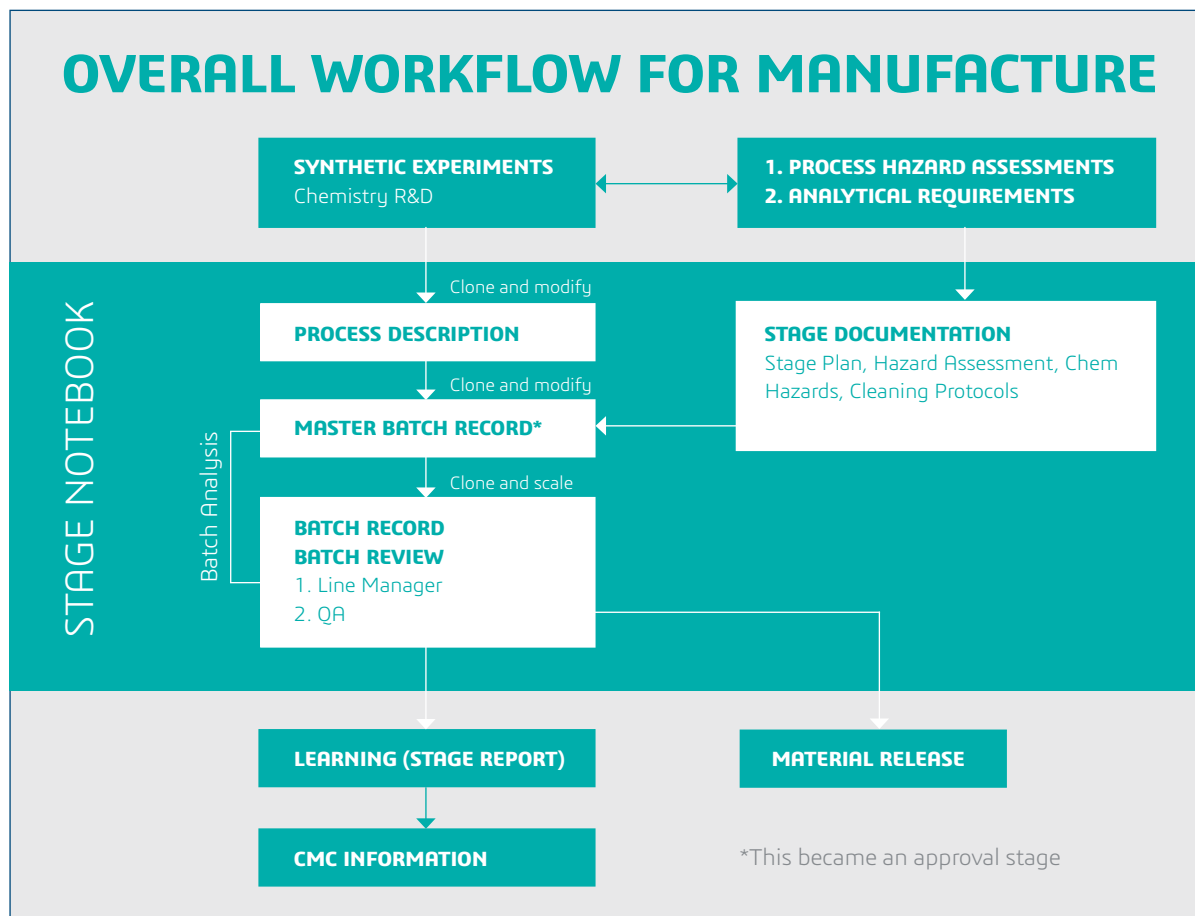 OVERALL WORKFLOW FOR MANUFACTURE
SYNTHETIC EXPERIMENTS
Chemistry R&D
1. PROCESS HAZARD ASSESSMENTS
2. ANALYTICAL REQUIREMENTS
STAGE NOTEBOOK
Clone and modify
PROCESS DESCRIPTION
STAGE DOCUMENTATION
Stage Plan, Hazard Assessment, Chem
Hazards, Cleaning Protocols
Clone and modify
MASTER BATCH RECORD*
Batch Analysis
Clone and scale
BATCH RECORD
BATCH REVIEW
1. Line Manager
2. QA
LEARNING (STAGE REPORT)
MATERIAL RELEASE
CMC INFORMATION
*This became an approval stage